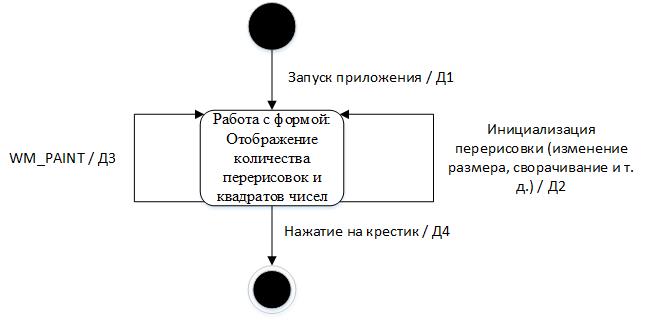 Запуск приложения / Д1
Работа с формой:
Отображение
количества
перерисовок и
квадратов чисел
WM_PAINT / Д3
Инициализация
перерисовки (изменение
размера, сворачивание и т.
д.) / Д2
Нажатие на крестик / Д4